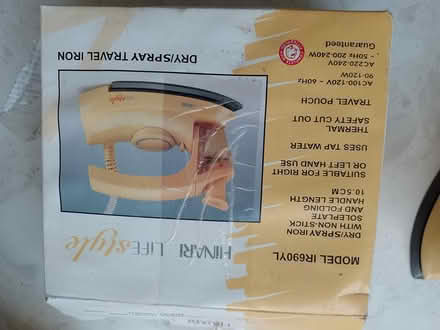 HINARI LIFEstyle
DRY/SPRAY TRAVEL IRON
MODEL IR690YL
DRY/SPRAY IRON
WITH NON-STICK
SOLEPLATE
AND FOLDING
HANDLE LENGTH
10.5CM
SUITABLE FOR RIGHT
OR LEFT HAND USE
USES TAP WATER
THERMAL
SAFETY CUT OUT
TRAVEL POUCH
AC100-120V ~ 60Hz
90-120W
AC220-240V
~ 50Hz 200-240W
Guaranteed